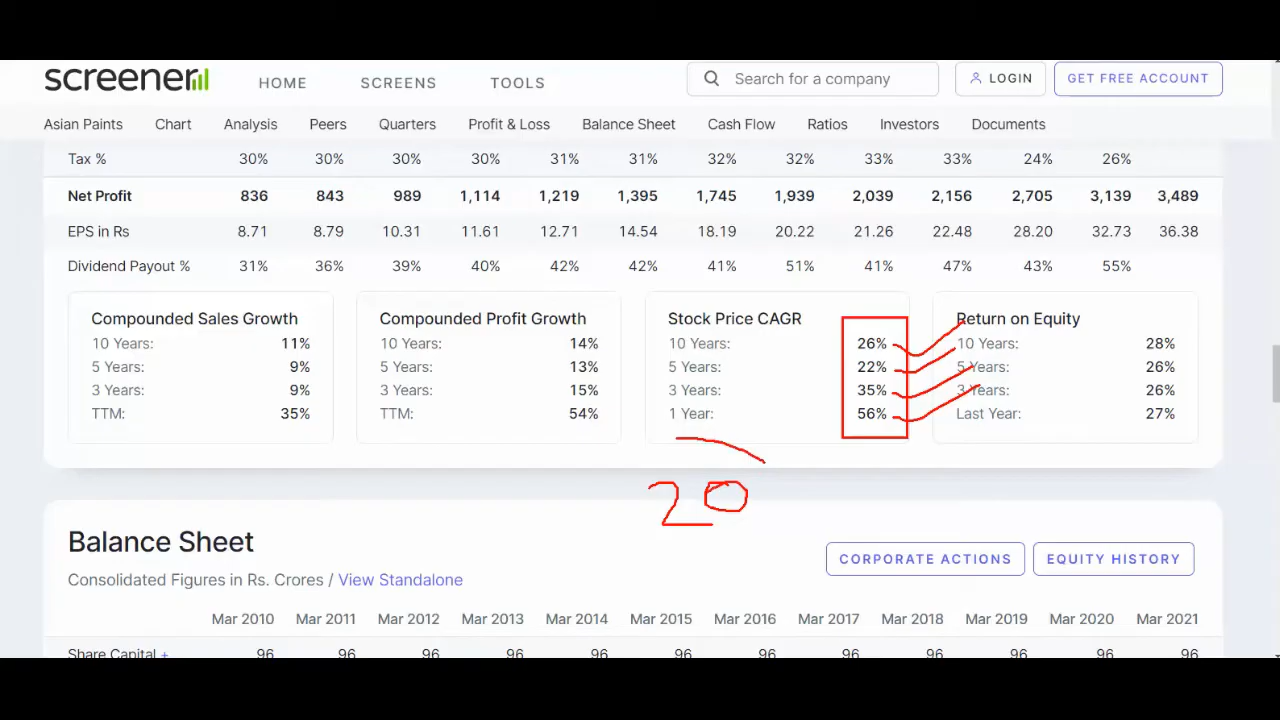 screener HOME SCREENS TOOLS Search for a company LOGIN GET FREE ACCOUNT
Asian Paints Chart Analysis Peers Quarters Profit & Loss Balance Sheet Cash Flow Ratios Investors Documents
Tax % 30% 30% 30% 30% 31% 31% 32% 32% 33% 33% 24% 26%
Net Profit 836 843 989 1,114 1,219 1,395 1,745 1,939 2,039 2,156 2,705 3,139 3,489
EPS in Rs 8.71 8.79 10.31 11.61 12.71 14.54 18.19 20.22 21.26 22.48 28.20 32.73 36.38
Dividend Payout % 31% 36% 39% 40% 42% 42% 41% 51% 41% 47% 43% 55%
Compounded Sales Growth
10 Years: 11%
5 Years: 9%
3 Years: 9%
TTM: 35%
Compounded Profit Growth
10 Years: 14%
5 Years: 13%
3 Years: 15%
TTM: 54%
Stock Price CAGR
10 Years: 26%
5 Years: 22%
3 Years: 35%
1 Year: 56%
Return on Equity
10 Years: 28%
5 Years: 26%
3 Years: 26%
Last Year: 27%
20
Balance Sheet
Consolidated Figures in Rs. Crores / View Standalone
CORPORATE ACTIONS EQUITY HISTORY
Mar 2010 Mar 2011 Mar 2012 Mar 2013 Mar 2014 Mar 2015 Mar 2016 Mar 2017 Mar 2018 Mar 2019 Mar 2020 Mar 2021
Share Capital + 96 96 96 96 96 96 96 96 96 96 96 96